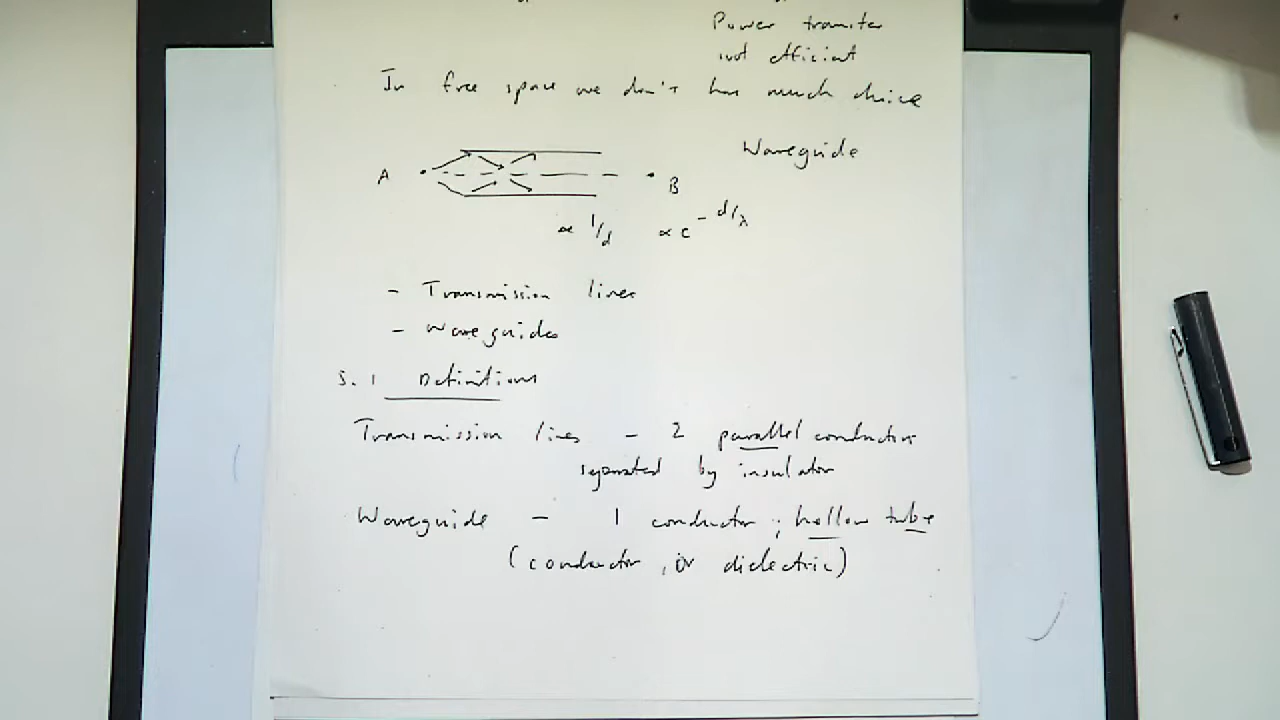 Power transfer
not efficient
In free space we don't have much choice
Waveguide
A
B
∝ 1/d ∝ e^-d/λ
- Transmission lines
- Waveguides
5.1 Definitions
Transmission lines - 2 parallel conductors
separated by insulator
Waveguide - 1 conductor ; hollow tube
(conductor, or dielectric)